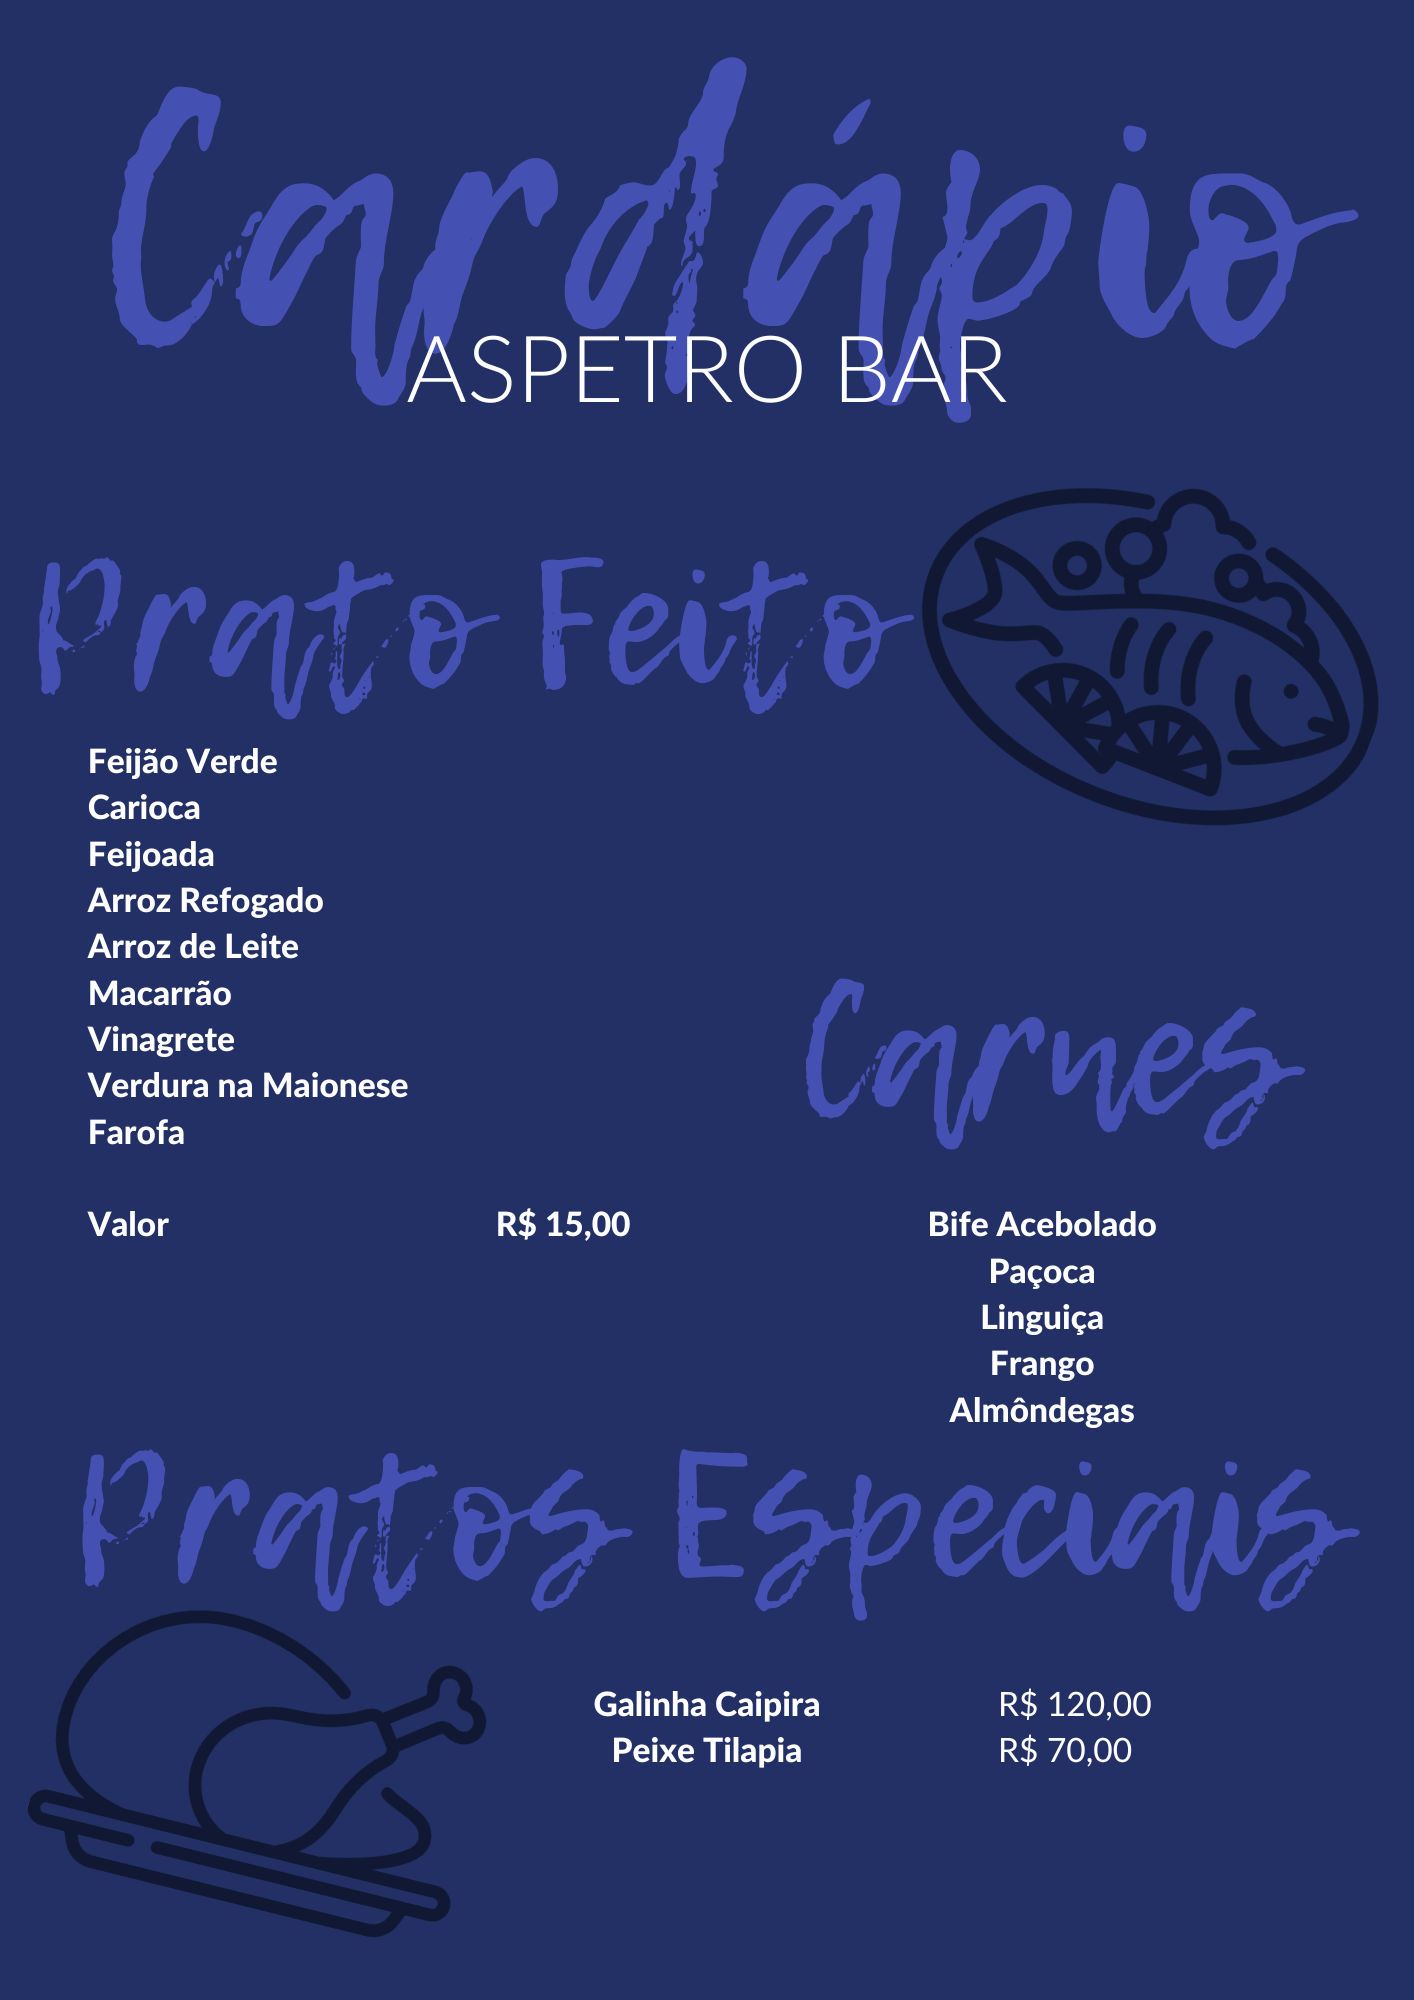 Cardápio
ASPETRO BAR
Prato Feito
Feijão Verde
Carioca
Feijoada
Arroz Refogado
Arroz de Leite
Macarrão
Vinagrete
Verdura na Maionese
Farofa
Valor R$ 15,00
Carnes
Bife Acebolado
Paçoca
Linguiça
Frango
Almôndegas
Pratos Especiais
Galinha Caipira R$ 120,00
Peixe Tilapia R$ 70,00